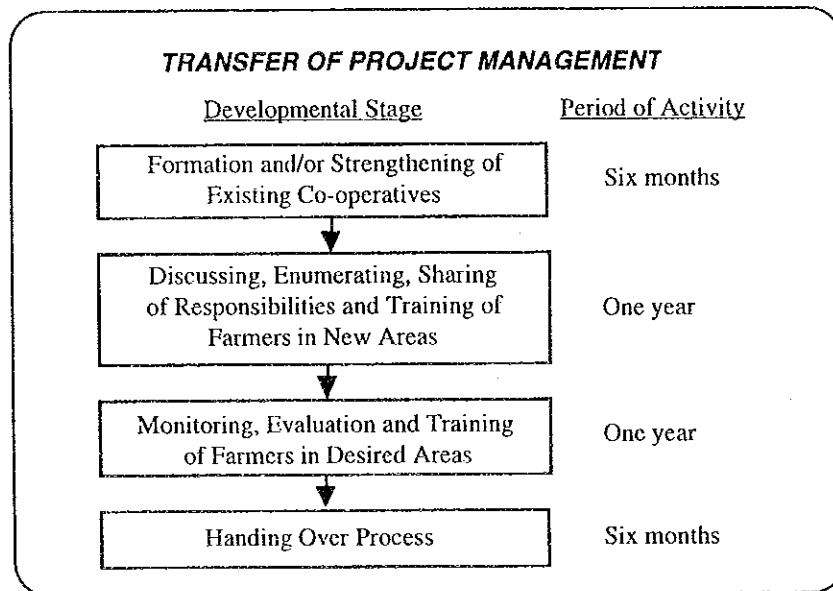 TRANSFER OF PROJECT MANAGEMENT
Developmental Stage Period of Activity
Formation and/or Strengthening of
Existing Co-operatives
Six months
Discussing, Enumerating, Sharing
of Responsibilities and Training of
Farmers in New Areas
One year
Monitoring, Evaluation and Training
of Farmers in Desired Areas
One year
Handing Over Process
Six months